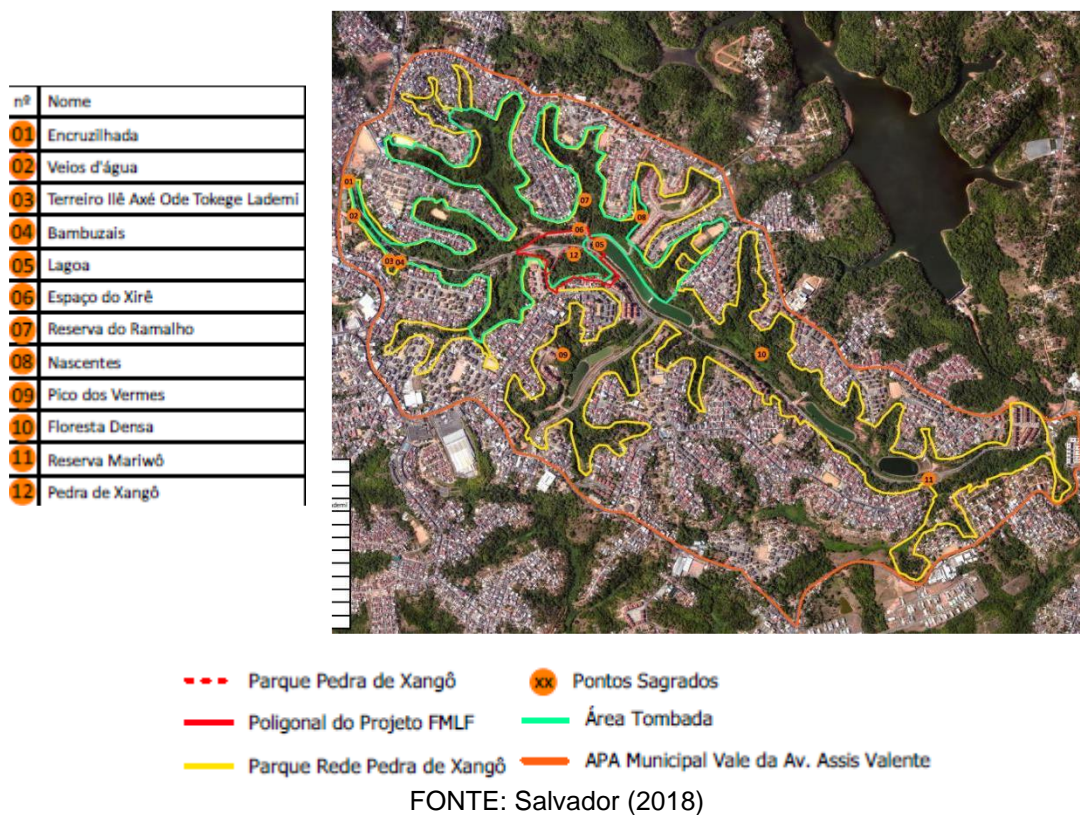 nº Nome
01 Encruzilhada
02 Veios d'água
03 Terreiro Ilê Axé Ode Tokege Lademi
04 Bambuzais
05 Lagoa
06 Espaço do Xirê
07 Reserva do Ramalho
08 Nascentes
09 Pico dos Vermes
10 Floresta Densa
11 Reserva Mariwô
12 Pedra de Xangô
01
02
03 04
07
06
05
08
12
09
10
11
Parque Pedra de Xangô
xx Pontos Sagrados
Poligonal do Projeto FMLF
Área Tombada
Parque Rede Pedra de Xangô
APA Municipal Vale da Av. Assis Valente
FONTE: Salvador (2018)